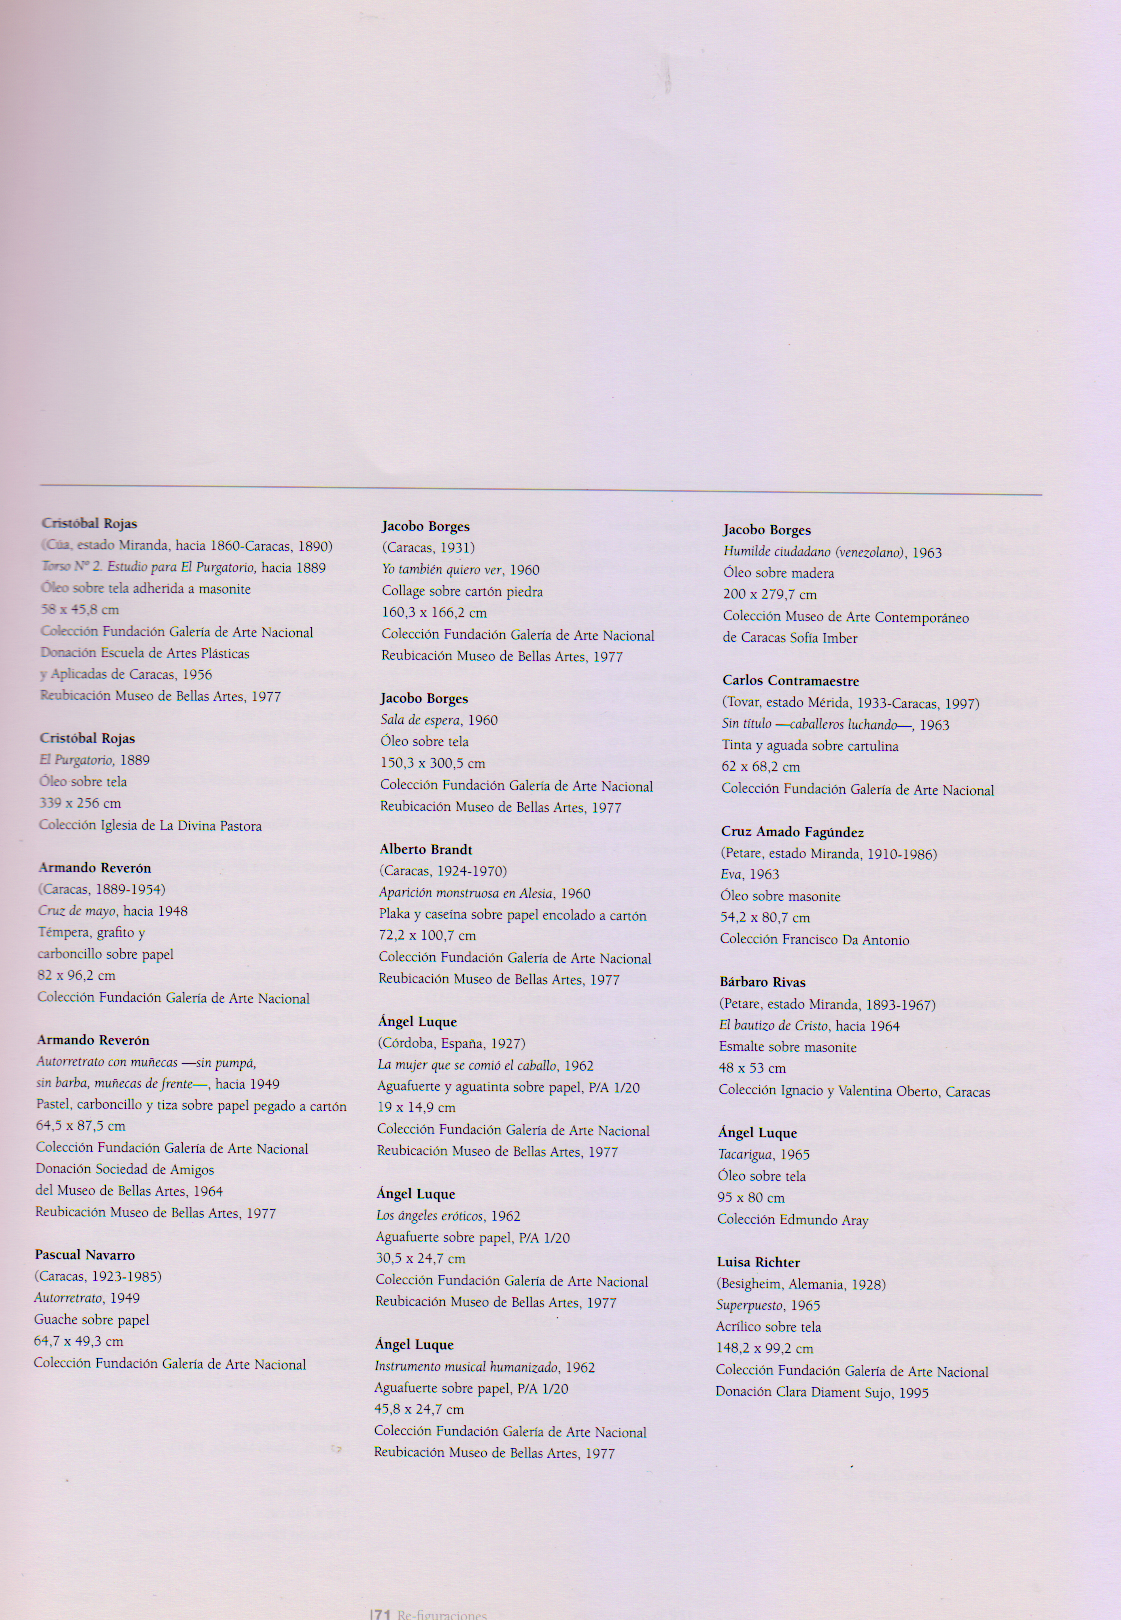 Cristóbal Rojas
(Cúa, estado Miranda, hacia 1860-Caracas, 1890)
Torso N° 2. Estudio para El Purgatorio, hacia 1889
Óleo sobre tela adherida a masonite
58 x 45,8 cm
Colección Fundación Galería de Arte Nacional
Donación Escuela de Artes Plásticas
y Aplicadas de Caracas, 1956
Reubicación Museo de Bellas Artes, 1977
Cristóbal Rojas
El Purgatorio, 1889
Óleo sobre tela
339 x 256 cm
Colección Iglesia de La Divina Pastora
Armando Reverón
(Caracas, 1889-1954)
Cruz de mayo, hacia 1948
Témpera, grafito y
carboncillo sobre papel
82 x 96,2 cm
Colección Fundación Galería de Arte Nacional
Armando Reverón
Autorretrato con muñecas —sin pumpá,
sin barba, muñecas de frente—, hacia 1949
Pastel, carboncillo y tiza sobre papel pegado a cartón
64,5 x 87,5 cm
Colección Fundación Galería de Arte Nacional
Donación Sociedad de Amigos
del Museo de Bellas Artes, 1964
Reubicación Museo de Bellas Artes, 1977
Pascual Navarro
(Caracas, 1923-1985)
Autorretrato, 1949
Guache sobre papel
64,7 x 49,3 cm
Colección Fundación Galería de Arte Nacional
Jacobo Borges
(Caracas, 1931)
Yo también quiero ver, 1960
Collage sobre cartón piedra
160,3 x 166,2 cm
Colección Fundación Galería de Arte Nacional
Reubicación Museo de Bellas Artes, 1977
Jacobo Borges
Sala de espera, 1960
Óleo sobre tela
150,3 x 300,5 cm
Colección Fundación Galería de Arte Nacional
Reubicación Museo de Bellas Artes, 1977
Alberto Brandt
(Caracas, 1924-1970)
Aparición monstruosa en Alesia, 1960
Plaka y caseína sobre papel encolado a cartón
72,2 x 100,7 cm
Colección Fundación Galería de Arte Nacional
Reubicación Museo de Bellas Artes, 1977
Ángel Luque
(Córdoba, España, 1927)
La mujer que se comió el caballo, 1962
Aguafuerte y aguatinta sobre papel, P/A 1/20
19 x 14,9 cm
Colección Fundación Galería de Arte Nacional
Reubicación Museo de Bellas Artes, 1977
Ángel Luque
Los ángeles eróticos, 1962
Aguafuerte sobre papel, P/A 1/20
30,5 x 24,7 cm
Colección Fundación Galería de Arte Nacional
Reubicación Museo de Bellas Artes, 1977
Ángel Luque
Instrumento musical humanizado, 1962
Aguafuerte sobre papel, P/A 1/20
45,8 x 24,7 cm
Colección Fundación Galería de Arte Nacional
Reubicación Museo de Bellas Artes, 1977
Jacobo Borges
Humilde ciudadano (venezolano), 1963
Óleo sobre madera
200 x 279,7 cm
Colección Museo de Arte Contemporáneo
de Caracas Sofía Imber
Carlos Contramaestre
(Tovar, estado Mérida, 1933-Caracas, 1997)
Sin título —caballeros luchando—, 1963
Tinta y aguada sobre cartulina
62 x 68,2 cm
Colección Fundación Galería de Arte Nacional
Cruz Amado Fagúndez
(Petare, estado Miranda, 1910-1986)
Eva, 1963
Óleo sobre masonite
54,2 x 80,7 cm
Colección Francisco Da Antonio
Bárbaro Rivas
(Petare, estado Miranda, 1893-1967)
El bautizo de Cristo, hacia 1964
Esmalte sobre masonite
48 x 53 cm
Colección Ignacio y Valentina Oberto, Caracas
Ángel Luque
Tacarigua, 1965
Óleo sobre tela
95 x 80 cm
Colección Edmundo Aray
Luisa Richter
(Besigheim, Alemania, 1928)
Superpuesto, 1965
Acrílico sobre tela
148,2 x 99,2 cm
Colección Fundación Galería de Arte Nacional
Donación Clara Diament Sujo, 1995
|71 Re-figuraciones